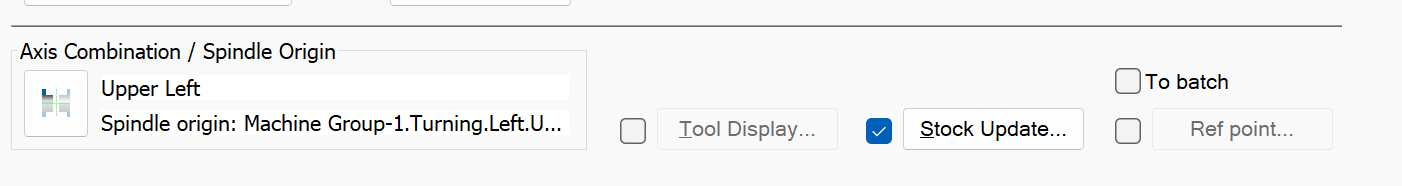 Axis Combination / Spindle Origin
Upper Left
Spindle origin: Machine Group-1.Turning.Left.U...
Tool Display...
Stock Update...
To batch
Ref point...